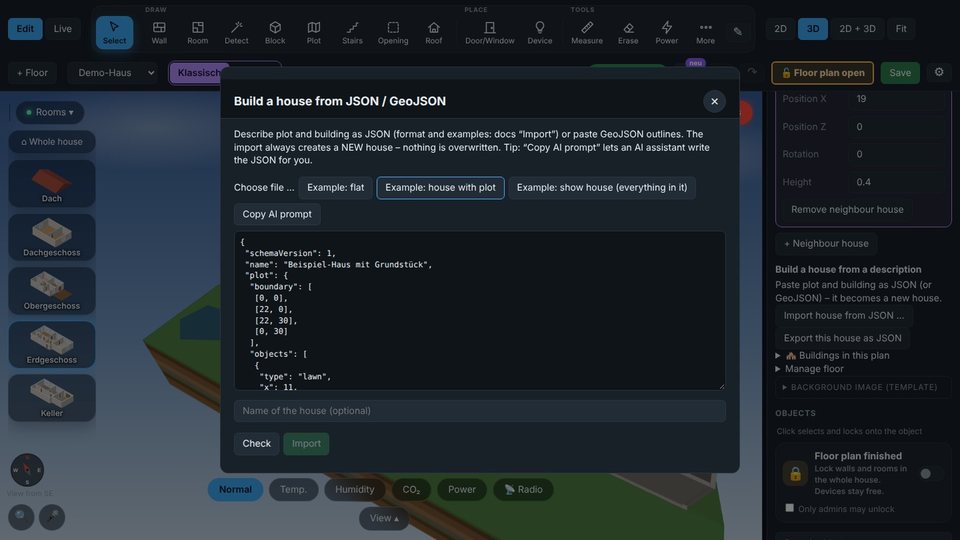 DRAW
PLACE
TOOLS
Edit
Live
Select
Wall
Room
Detect
Block
Plot
Stairs
Opening
Roof
Door/Window
Device
Measure
Erase
Power
More
2D
3D
2D + 3D
Fit
+ Floor
Demo-Haus
Klassisch
neu
Floor plan open
Save
Rooms ▾
Whole house
Dach
Dachgeschoss
Obergeschoss
Erdgeschoss
Keller
N
W
E
S
View from SE
Build a house from JSON / GeoJSON
Describe plot and building as JSON (format and examples: docs "Import") or paste GeoJSON outlines. The
import always creates a NEW house – nothing is overwritten. Tip: "Copy AI prompt" lets an AI assistant write
the JSON for you.
Choose file ...
Example: flat
Example: house with plot
Example: show house (everything in it)
Copy AI prompt
{
"schemaVersion": 1,
"name": "Beispiel-Haus mit Grundstück",
"plot": {
"boundary": [
[0, 0],
[22, 0],
[22, 30],
[0, 30]
],
"objects": [
{
"type": "lawn",
"x": 11,
Name of the house (optional)
Check
Import
Normal
Temp.
Humidity
CO₂
Power
Radio
View ▴
Position X
19
Position Z
0
Rotation
0
Height
0.4
Remove neighbour house
+ Neighbour house
Build a house from a description
Paste plot and building as JSON (or
GeoJSON) – it becomes a new house.
Import house from JSON ...
Export this house as JSON
▸ Buildings in this plan
▸ Manage floor
▸ BACKGROUND IMAGE (TEMPLATE)
OBJECTS
Click selects and locks onto the object
Floor plan finished
Lock walls and rooms in
the whole house.
Devices stay free.
Only admins may unlock